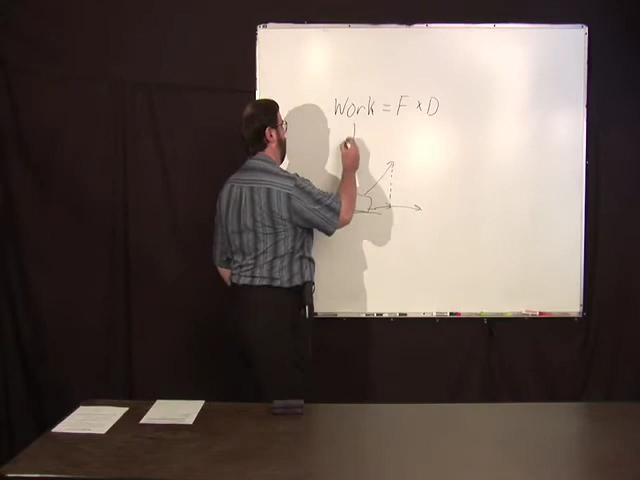 Work = F × D